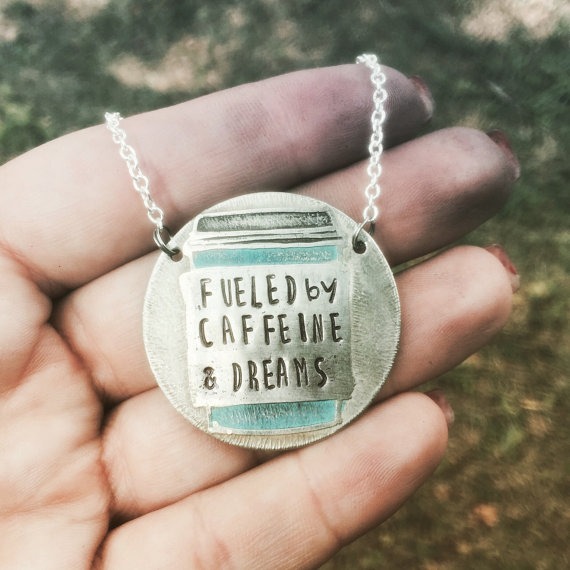 FUELED by
CAFFEINE
& DREAMS